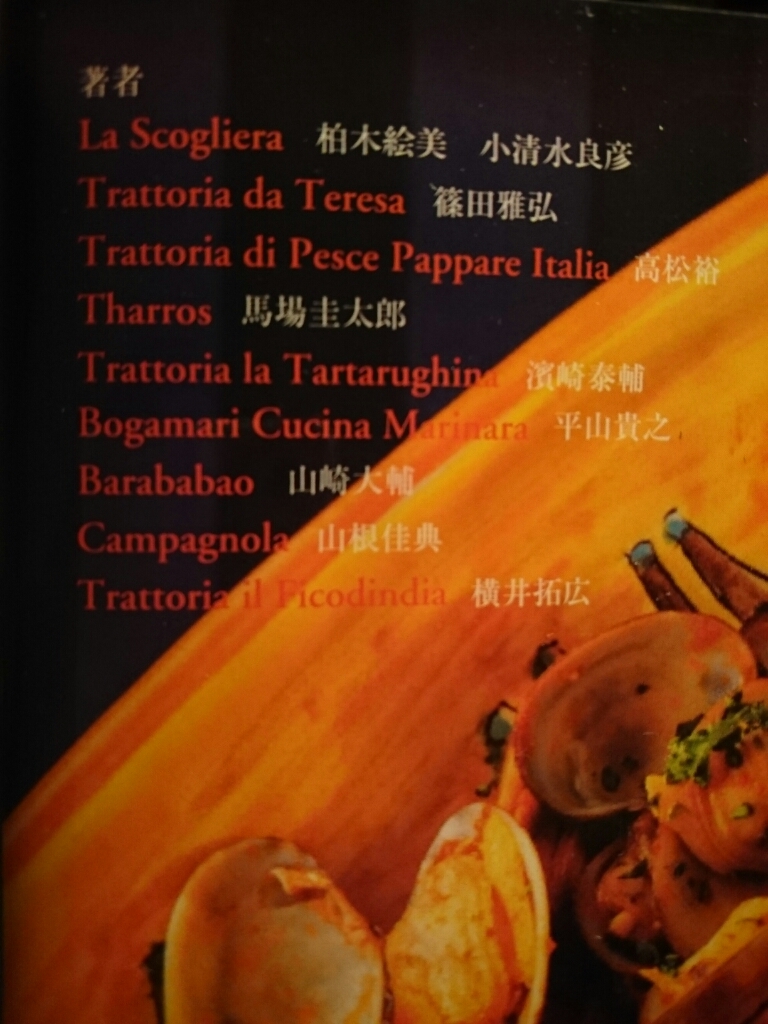 著者
La Scogliera 柏木絵美 小清水良彦
Trattoria da Teresa 篠田雅弘
Trattoria di Pesce Pappare Italia 高松裕
Tharros 馬場圭太郎
Trattoria la Tartarughina 濱崎泰輔
Bogamari Cucina Marinara 平山貴之
Barababao 山崎大輔
Campagnola 山根佳典
Trattoria il Ficodindia 横井拓広